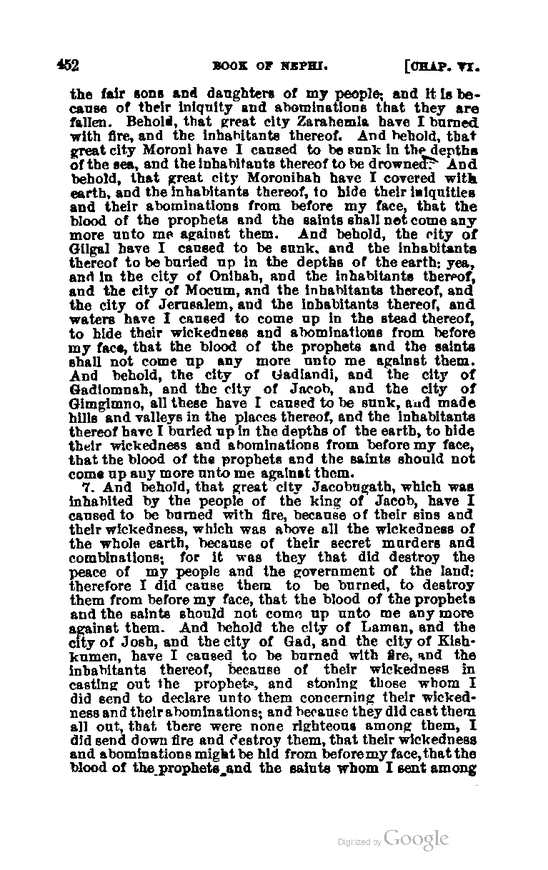 452 BOOK OF NEPHI. [CHAP. VI.
the fair sons and daughters of my people; and it is be-
cause of their iniquity and abominations that they are
fallen. Behold, that great city Zarahemla have I burned
with fire, and the inhabitants thereof. And behold, that
great city Moroni have I caused to be sunk in the depths
of the sea, and the inhabitants thereof to be drowned. And
behold, that great city Moronihah have I covered with
earth, and the inhabitants thereof, to hide their iniquities
and their abominations from before my face, that the
blood of the prophets and the saints shall not come any
more unto me against them. And behold, the city of
Gilgal have I caused to be sunk, and the inhabitants
thereof to be buried up in the depths of the earth; yea,
and in the city of Onihah, and the inhabitants thereof,
and the city of Mocum, and the inhabitants thereof, and
the city of Jerusalem, and the inhabitants thereof, and
waters have I caused to come up in the stead thereof,
to hide their wickedness and abominations from before
my face, that the blood of the prophets and the saints
shall not come up any more unto me against them.
And behold, the city of Gadiandi, and the city of
Gadiomnah, and the city of Jacob, and the city of
Gimgimno, all these have I caused to be sunk, and made
hills and valleys in the places thereof, and the inhabitants
thereof have I buried up in the depths of the earth, to hide
their wickedness and abominations from before my face,
that the blood of the prophets and the saints should not
come up any more unto me against them.
7. And behold, that great city Jacobugath, which was
inhabited by the people of the king of Jacob, have I
caused to be burned with fire, because of their sins and
their wickedness, which was above all the wickedness of
the whole earth, because of their secret murders and
combinations; for it was they that did destroy the
peace of my people and the government of the land;
therefore I did cause them to be burned, to destroy
them from before my face, that the blood of the prophets
and the saints should not come up unto me any more
against them. And behold the city of Laman, and the
city of Josh, and the city of Gad, and the city of Kish-
kumen, have I caused to be burned with fire, and the
inhabitants thereof, because of their wickedness in
casting out the prophets, and stoning those whom I
did send to declare unto them concerning their wicked-
ness and their abominations; and because they did cast them
all out, that there were none righteous among them, I
did send down fire and destroy them, that their wickedness
and abominations might be hid from before my face, that the
blood of the prophets and the saints whom I sent among
Digitized by Google